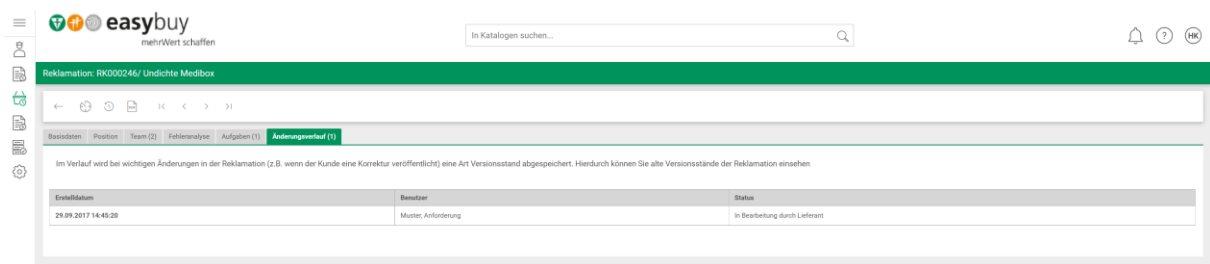 easybuy
mehrWert schaffen
In Katalogen suchen...
?
HK
Reklamation: RK000246/ Undichte Medibox
Basisdaten Position Team (2) Fehleranalyse Aufgaben (1) Änderungsverlauf (1)
Im Verlauf wird bei wichtigen Änderungen in der Reklamation (z.B. wenn der Kunde eine Korrektur veröffentlicht) eine Art Versionsstand abgespeichert. Hierdurch können Sie alte Versionsstände der Reklamation einsehen
Erstelldatum Benutzer Status
29.09.2017 14:45:20 Muster, Anforderung In Bearbeitung durch Lieferant